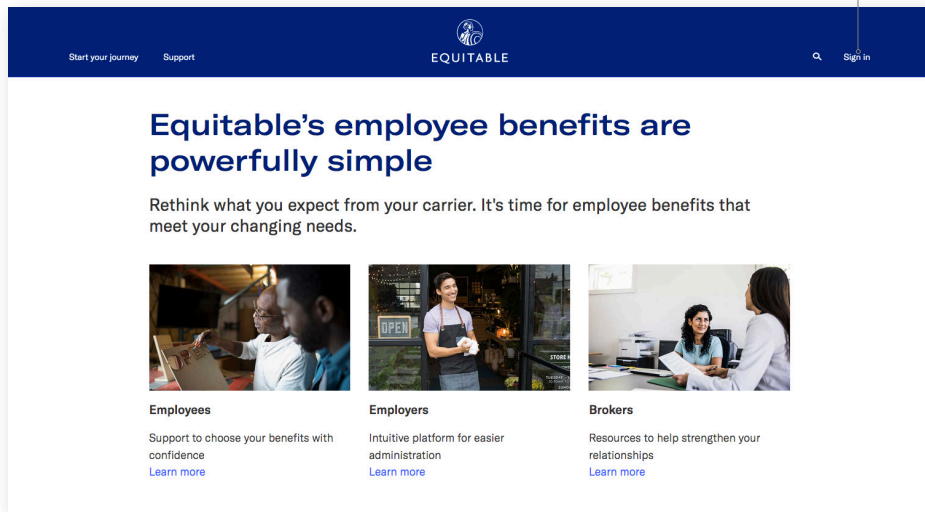 Start your journey
Support
EQUITABLE
Sign in
Equitable's employee benefits are
powerfully simple
Rethink what you expect from your carrier. It's time for employee benefits that
meet your changing needs.
OPEN
STORE H
Employees
Employers
Brokers
Support to choose your benefits with
confidence
Learn more
Intuitive platform for easier
administration
Learn more
Resources to help strengthen your
relationships
Learn more